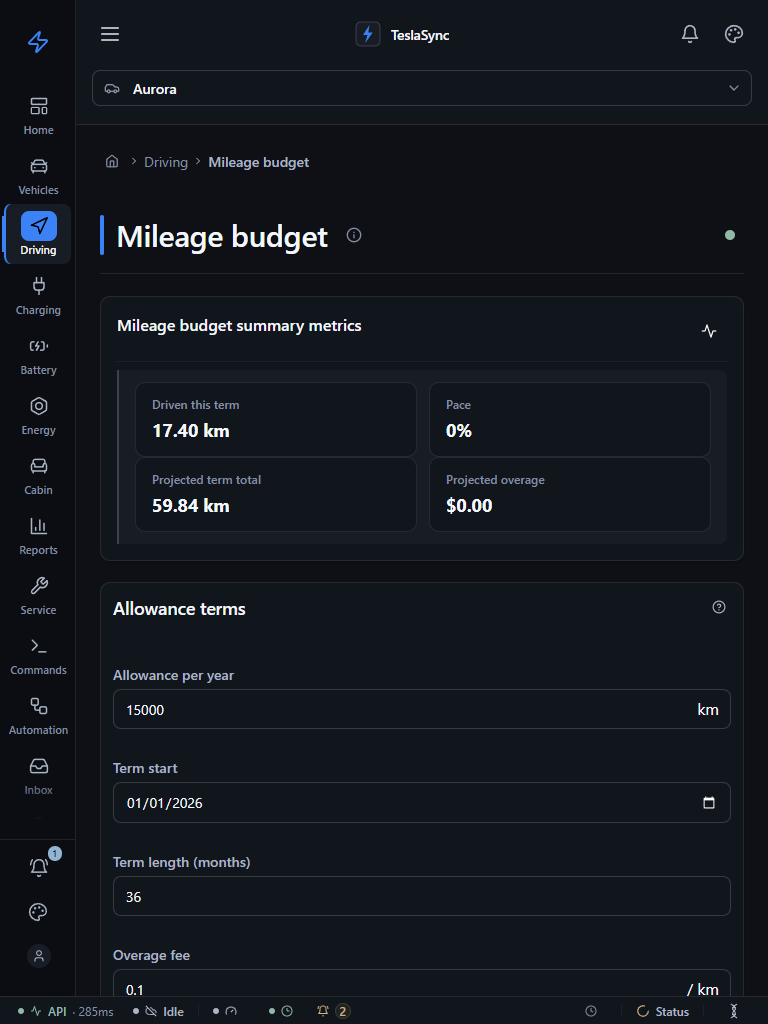 TeslaSync
Aurora
Home
Vehicles
Driving
Charging
Battery
Energy
Cabin
Reports
Service
Commands
Automation
Inbox
1
Driving
Mileage budget
Mileage budget
Mileage budget summary metrics
Driven this term
17.40 km
Pace
0%
Projected term total
59.84 km
Projected overage
$0.00
Allowance terms
Allowance per year
15000 km
Term start
01/01/2026
Term length (months)
36
Overage fee
0.1 / km
API · 285ms
Idle
2
Status